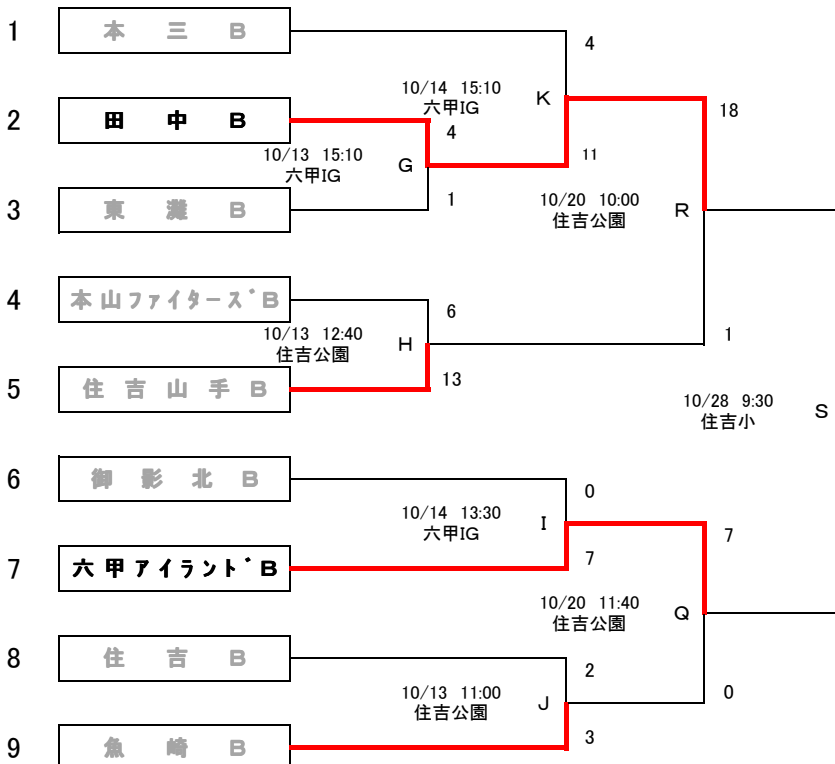 1
本三B
4
10/14 15:10
六甲IG
K
18
2
田中B
4
10/13 15:10
六甲IG
G
11
3
東灘B
1
10/20 10:00
住吉公園
R
4
本山ファイターズB
6
10/13 12:40
住吉公園
H
1
5
住吉山手B
13
10/28 9:30
住吉小
S
6
御影北B
0
10/14 13:30
六甲IG
I
7
7
六甲アイランドB
7
10/20 11:40
住吉公園
Q
8
住吉B
2
10/13 11:00
住吉公園
J
0
9
魚崎B
3